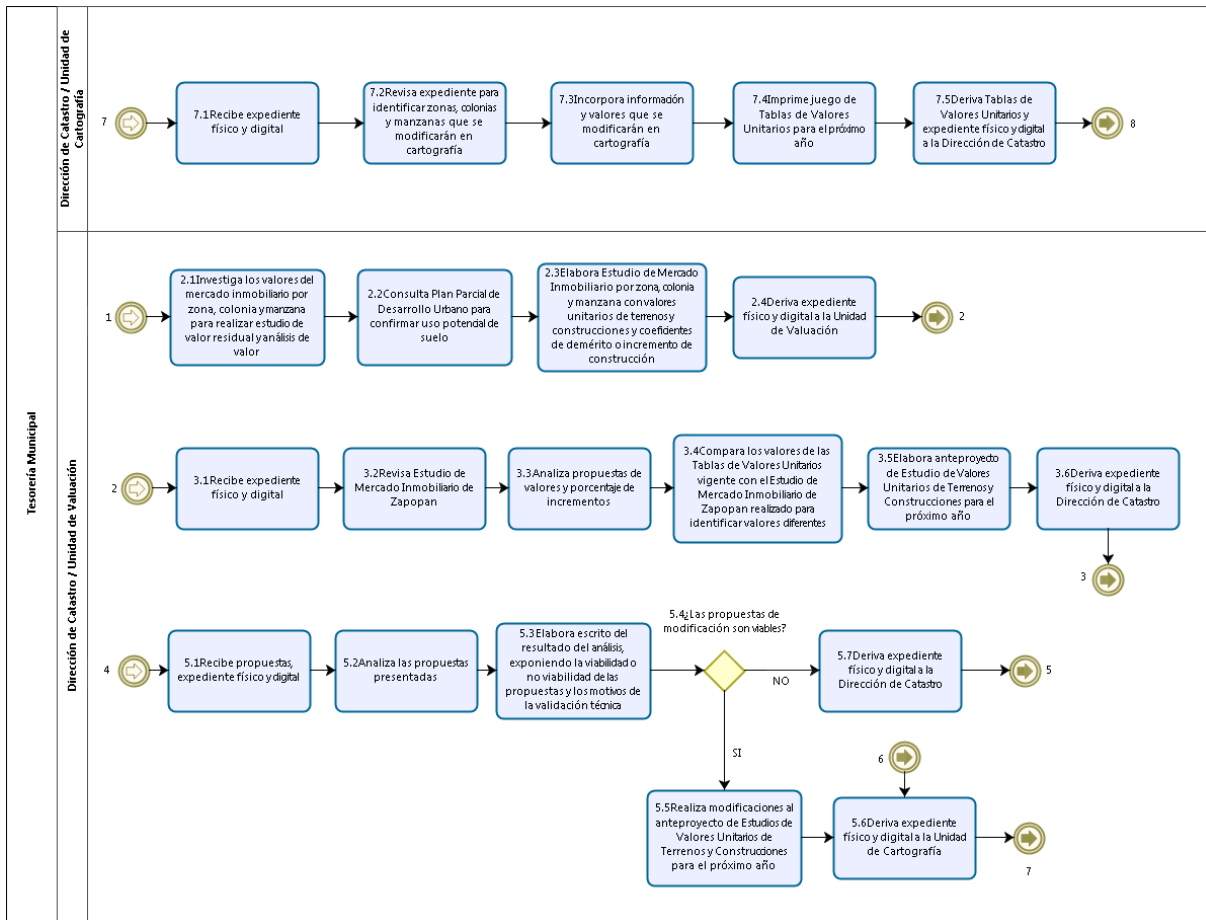 Tesorería Municipal
Dirección de Catastro / Unidad de
Cartografía
7
7.1Recibe expediente
físico y digital
7.2Revisa expediente para
identificar zonas, colonias
y manzanas que se
modificarán en
cartografía
7.3Incorpora información
y valores que se
modificarán en
cartografía
7.4Imprime juego de
Tablas de Valores
Unitarios para el próximo
año
7.5Deriva Tablas de
Valores Unitarios y
expediente físico y digital
a la Dirección de Catastro
8
Dirección de Catastro / Unidad de Valuación
1
2.1Investiga los valores del
mercado inmobiliario por
zona, colonia y manzana
para realizar estudio de
valor residual y análisis de
valor
2.2Consulta Plan Parcial de
Desarrollo Urbano para
confirmar uso potencial de
suelo
2.3Elabora Estudio de Mercado
Inmobiliario por zona, colonia
y manzana con valores
unitarios de terrenos y
construcciones y coeficientes
de demérito o incremento de
construcción
2.4Deriva expediente
físico y digital a la Unidad
de Valuación
2
2
3.1Recibe expediente
físico y digital
3.2Revisa Estudio de
Mercado Inmobiliario de
Zapopan
3.3Analiza propuestas de
valores y porcentaje de
incrementos
3.4Compara los valores de las
Tablas de Valores Unitarios
vigente con el Estudio de
Mercado Inmobiliario de
Zapopan realizado para
identificar valores diferentes
3.5Elabora anteproyecto
de Estudio de Valores
Unitarios de Terrenos y
Construcciones para el
próximo año
3.6Deriva expediente
físico y digital a la
Dirección de Catastro
3
4
5.1Recibe propuestas,
expediente físico y digital
5.2Analiza las propuestas
presentadas
5.3Elabora escrito del
resultado del análisis,
exponiendo la viabilidad o
no viabilidad de las
propuestas y los motivos de
la validación técnica
5.4¿Las propuestas de
modificación son viables?
NO
5.7Deriva expediente
físico y digital a la
Dirección de Catastro
5
SI
6
5.5Realiza modificaciones al
anteproyecto de Estudios de
Valores Unitarios de
Terrenos y Construcciones
para el próximo año
5.6Deriva expediente
físico y digital a la Unidad
de Cartografía
7